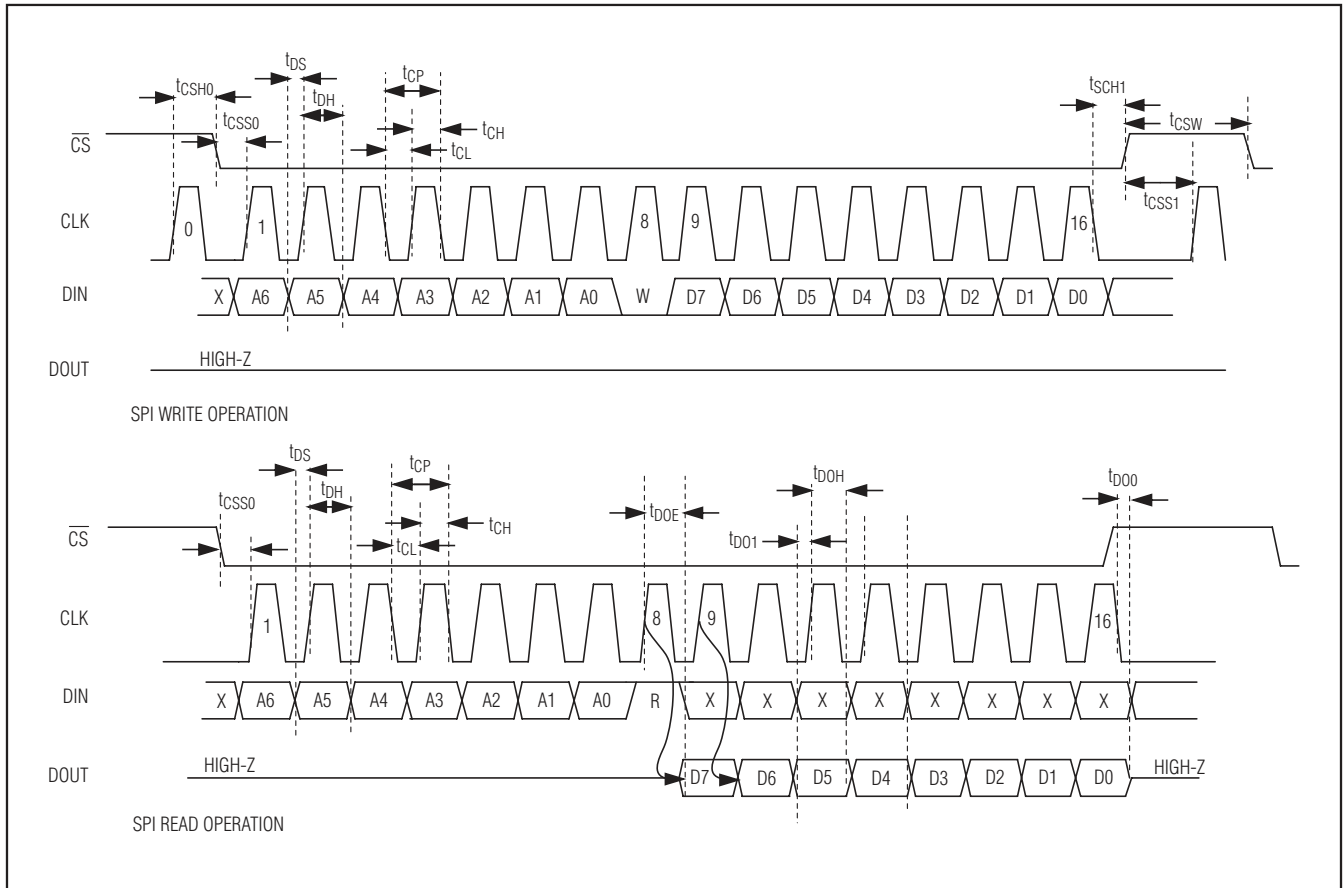 tDS
tCP
tSCH1
tCSH0
tDH
tCSW
tCSS0
tCH
CS
tCL
tCSS1
CLK
0 1 8 9 16
DIN
X A6 A5 A4 A3 A2 A1 A0 W D7 D6 D5 D4 D3 D2 D1 D0
HIGH-Z
DOUT
SPI WRITE OPERATION
tDS
tCP
tDOH
tDO0
tCSS0
tDH
tDOE
tCH
CS
tCL
tDO1
CLK
1 8 9 16
DIN
X A6 A5 A4 A3 A2 A1 A0 R X X X X X X X X
HIGH-Z
DOUT
D7 D6 D5 D4 D3 D2 D1 D0
HIGH-Z
SPI READ OPERATION